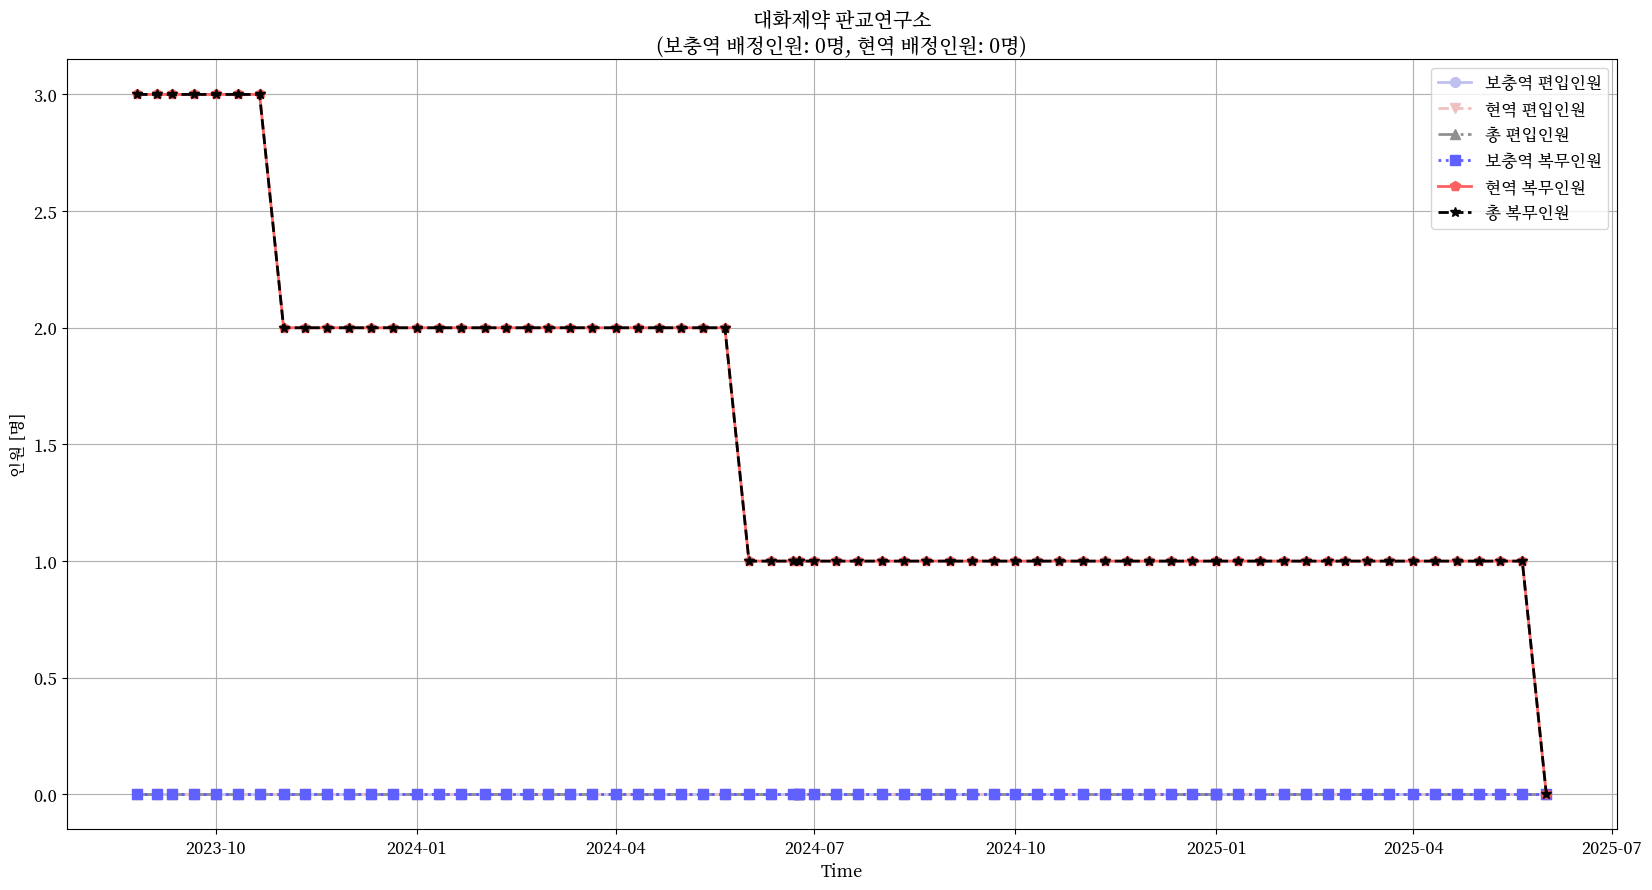 대화제약 판교연구소
(보충역 배정인원: 0명, 현역 배정인원: 0명)
보충역 편입인원
현역 편입인원
총 편입인원
보충역 복무인원
현역 복무인원
총 복무인원
인원 [명]
3.0
2.5
2.0
1.5
1.0
0.5
0.0
2023-10
2024-01
2024-04
2024-07
2024-10
2025-01
2025-04
2025-07
Time